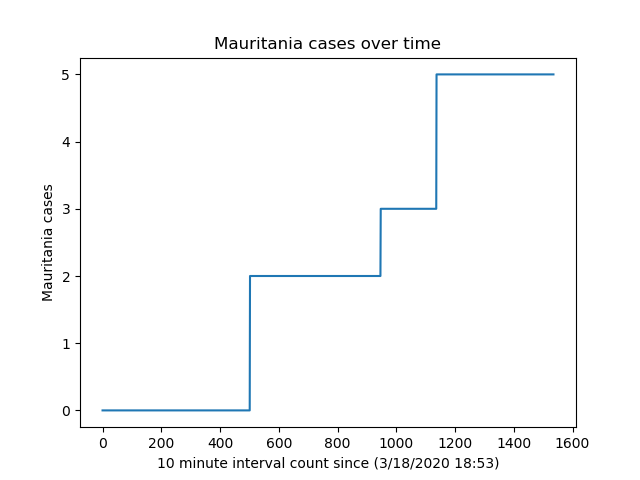 Mauritania cases over time
5
4
3
2
1
0
Mauritania cases
0 200 400 600 800 1000 1200 1400 1600
10 minute interval count since (3/18/2020 18:53)